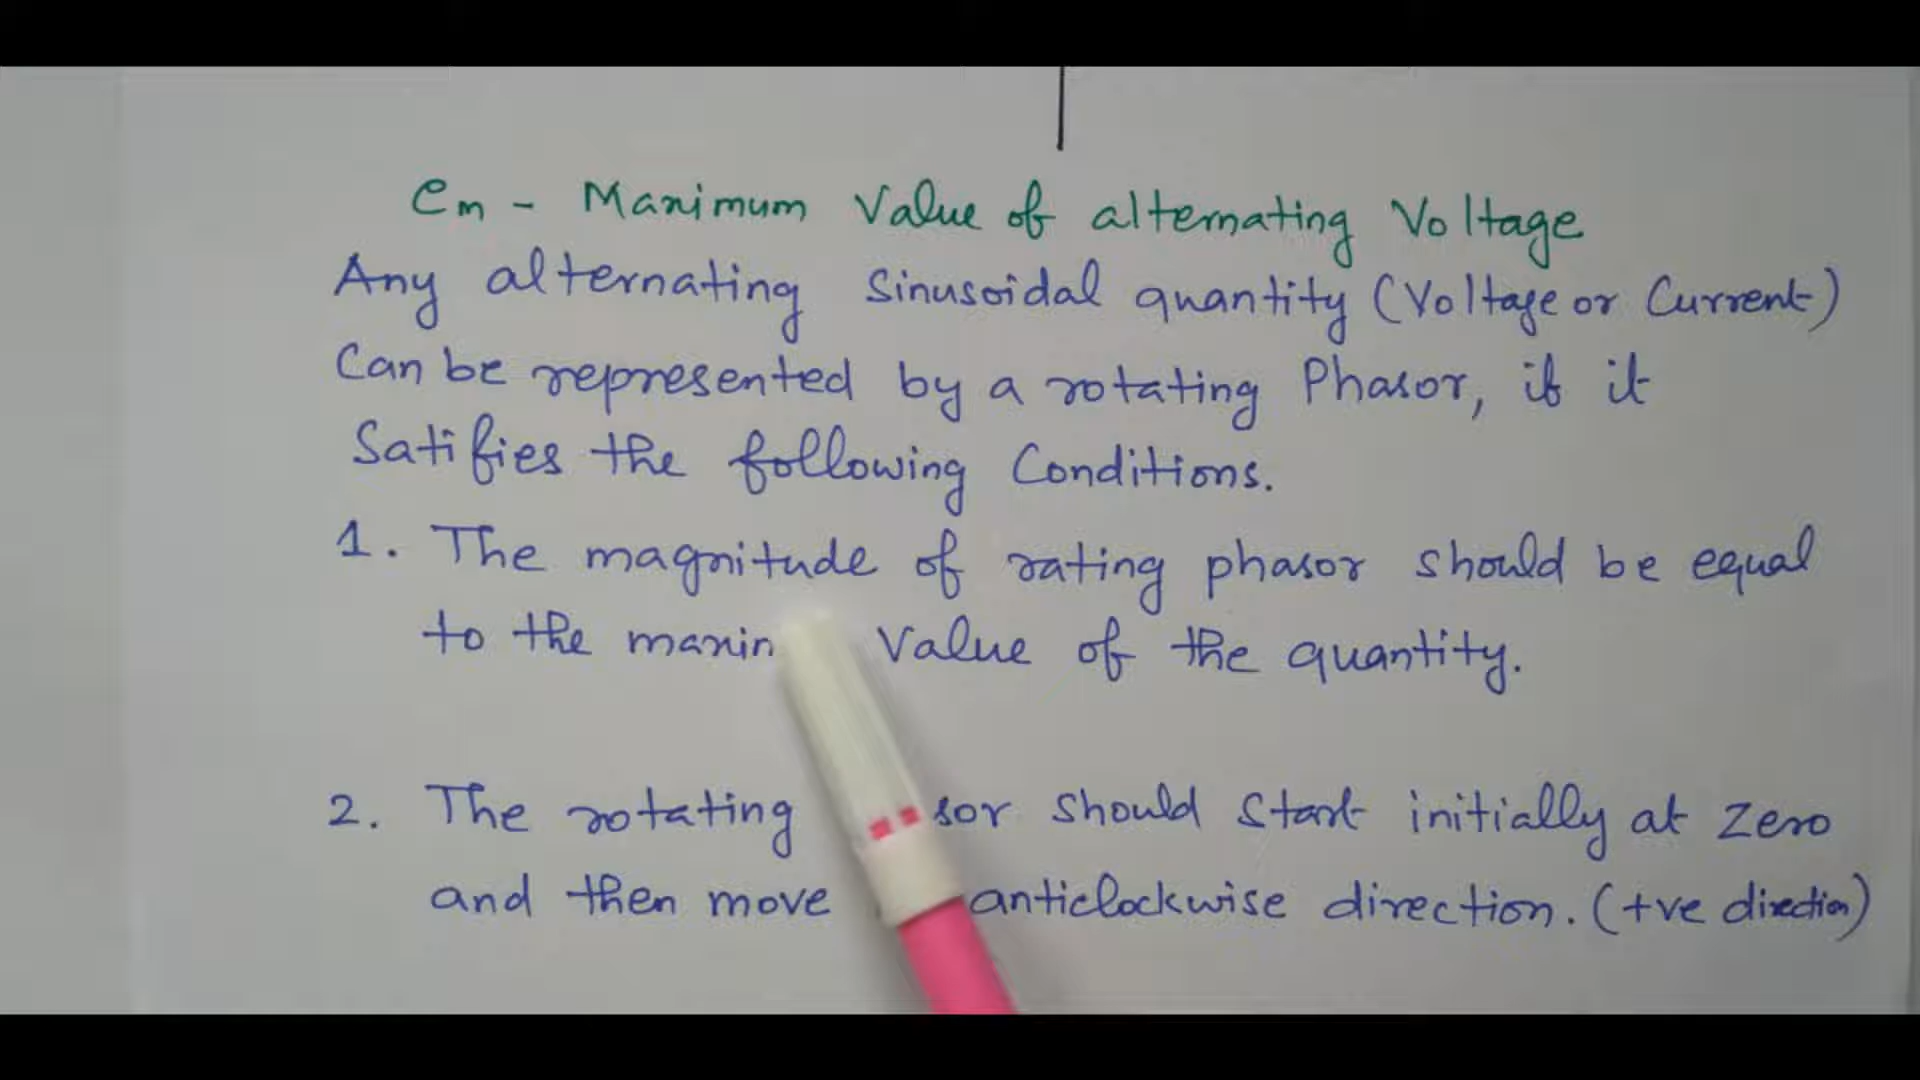 em - Maximum Value of alternating Voltage
Any alternating Sinusoidal quantity (Voltage or Current)
Can be represented by a rotating Phasor, if it
Satifies the following Conditions.
1. The magnitude of rating phasor should be equal
to the Value of the quantity.
2. The rotating should Start initially at Zero
and then move anticlockwise direction. (+ve direction)